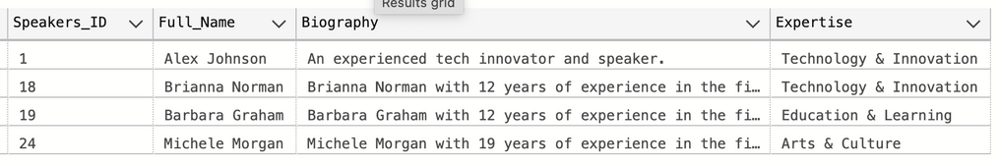 Results grid
Speakers_ID Full_Name Biography Expertise
1 Alex Johnson An experienced tech innovator and speaker. Technology & Innovation
18 Brianna Norman Brianna Norman with 12 years of experience in the fi… Technology & Innovation
19 Barbara Graham Barbara Graham with 12 years of experience in the fi… Education & Learning
24 Michele Morgan Michele Morgan with 19 years of experience in the fi… Arts & Culture